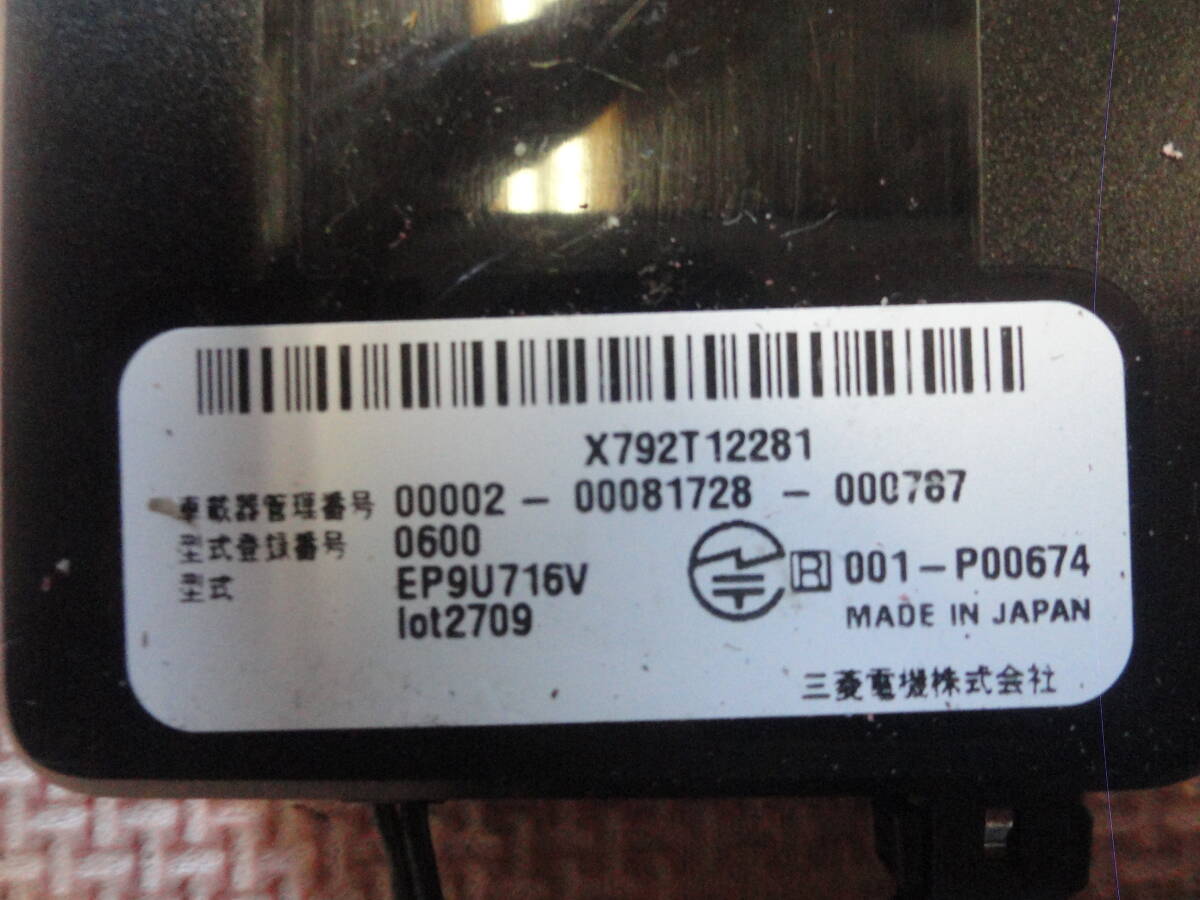 X792T12281
車載器管理番号 00002 - 00081728 - 000787
型式登録番号 0600
型式 EP9U716V
lot2709
R 001-P00674
MADE IN JAPAN
三菱電機株式会社